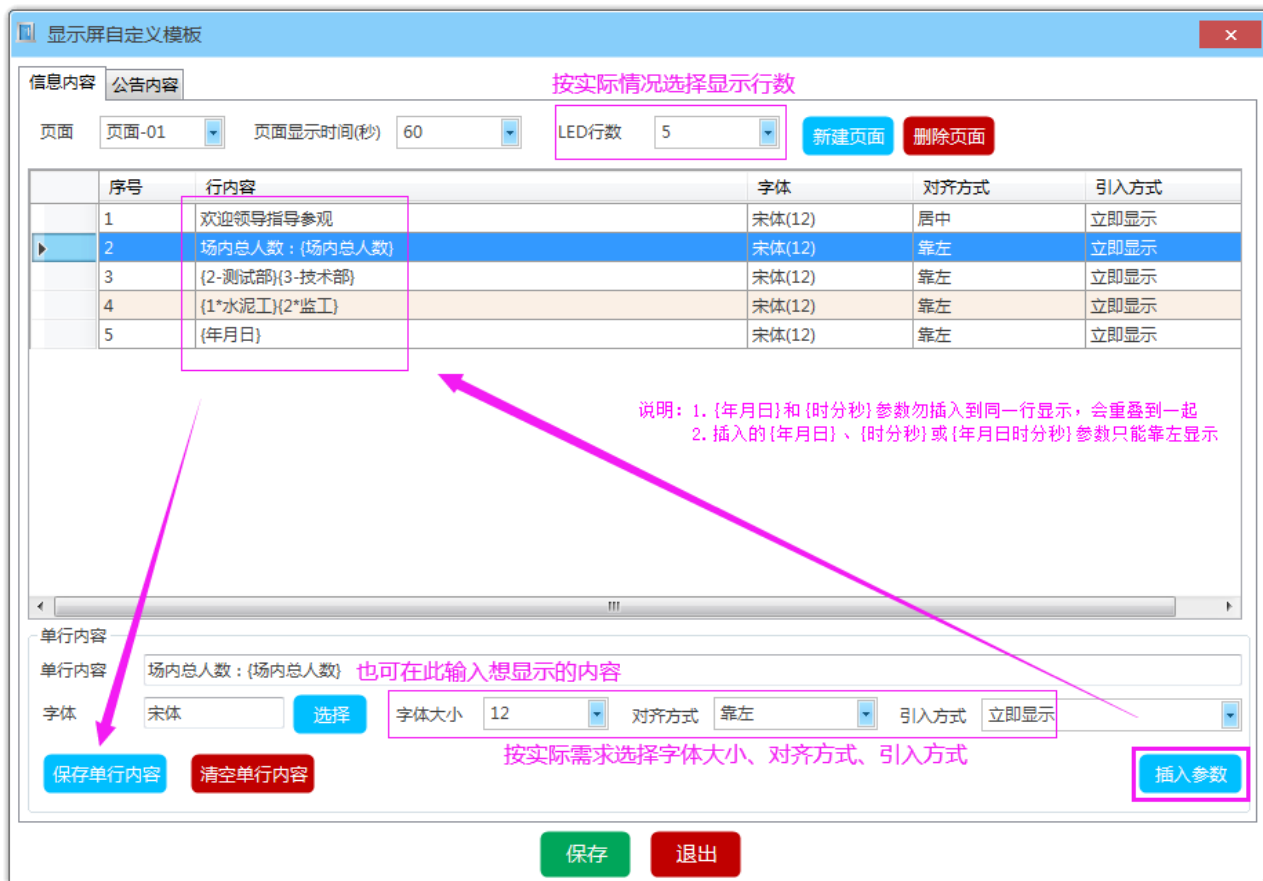 显示屏自定义模板
信息内容 公告内容
按实际情况选择显示行数
页面 页面-01 页面显示时间(秒) 60 LED行数 5 新建页面 删除页面
序号 行内容 字体 对齐方式 引入方式
1 欢迎领导指导参观 宋体(12) 居中 立即显示
2 场内总人数：{场内总人数} 宋体(12) 靠左 立即显示
3 {2-测试部}{3-技术部} 宋体(12) 靠左 立即显示
4 {1*水泥工}{2*监工} 宋体(12) 靠左 立即显示
5 {年月日} 宋体(12) 靠左 立即显示
说明：1.{年月日}和{时分秒}参数勿插入到同一行显示，会重叠到一起
2.插入的{年月日}、{时分秒}或{年月日时分秒}参数只能靠左显示
单行内容
单行内容 场内总人数：{场内总人数} 也可在此输入想显示的内容
字体 宋体 选择 字体大小 12 对齐方式 靠左 引入方式 立即显示
按实际需求选择字体大小、对齐方式、引入方式
保存单行内容 清空单行内容 插入参数
保存 退出